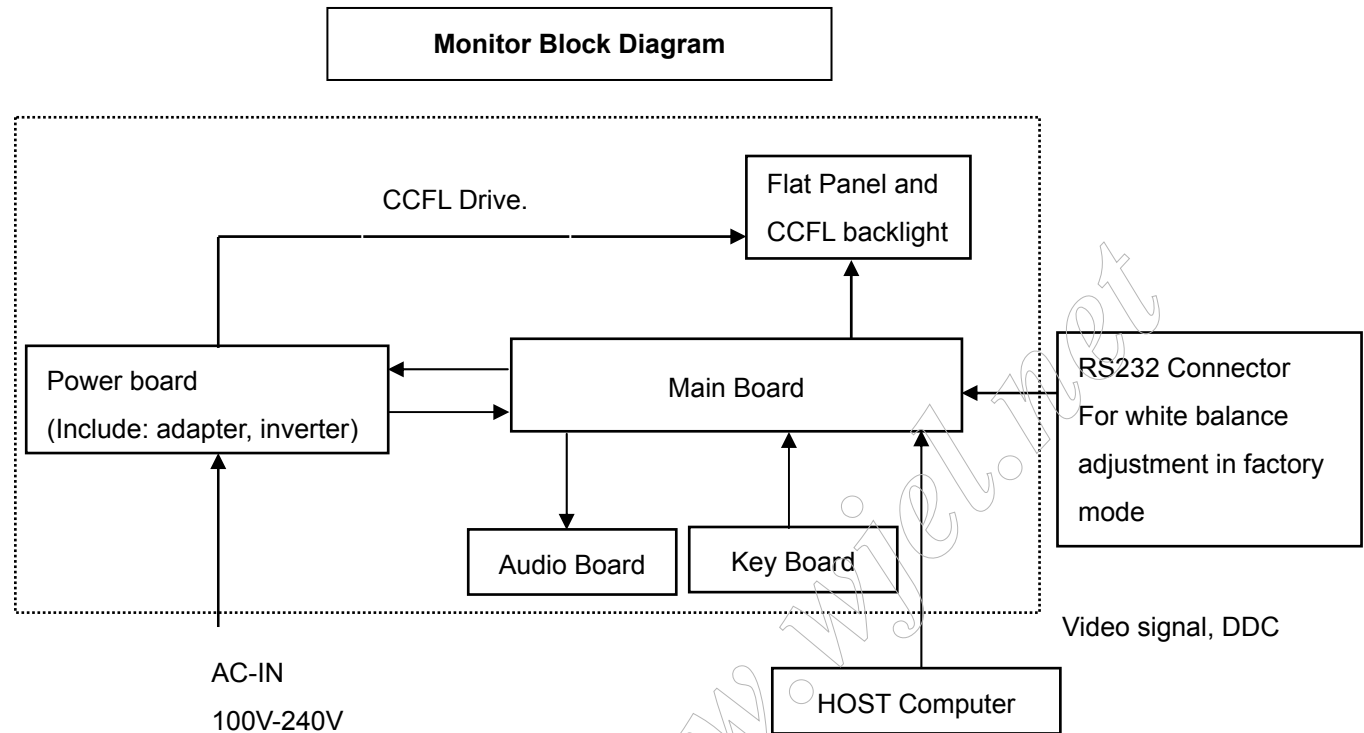 Monitor Block Diagram
CCFL Drive.
Flat Panel and
CCFL backlight
Power board
(Include: adapter, inverter)
Main Board
RS232 Connector
For white balance
adjustment in factory
mode
Audio Board
Key Board
Video signal, DDC
AC-IN
100V-240V
HOST Computer
w.wjel.net